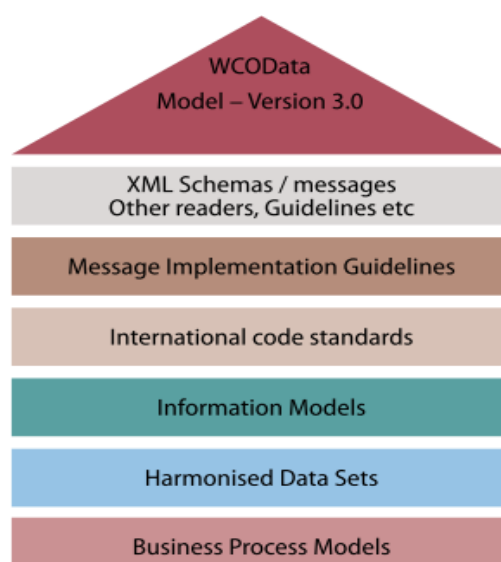 WCOData
Model – Version 3.0
XML Schemas / messages
Other readers, Guidelines etc
Message Implementation Guidelines
International code standards
Information Models
Harmonised Data Sets
Business Process Models